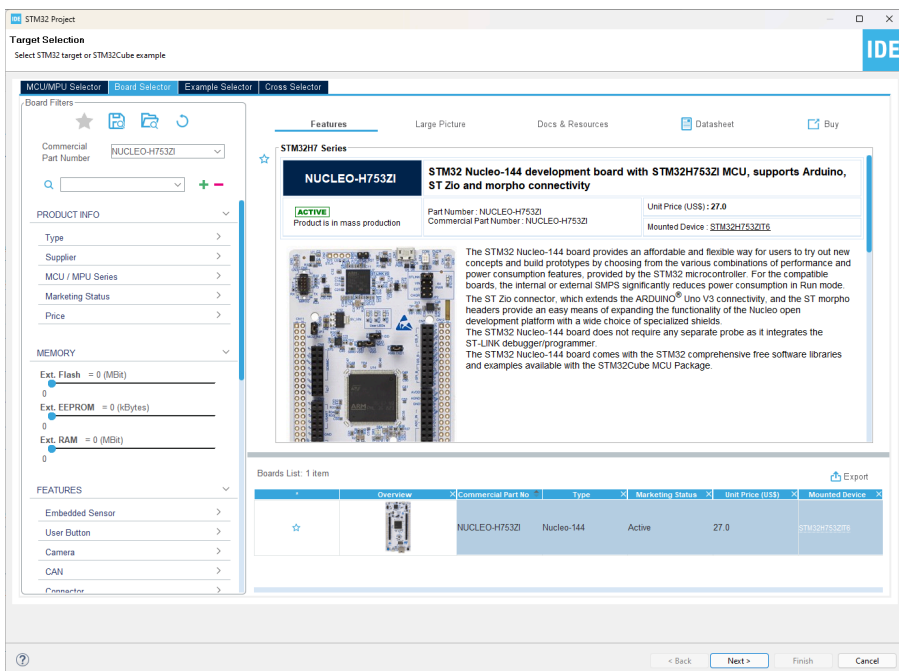 IDE STM32 Project
Target Selection
Select STM32 target or STM32Cube example
IDE
MCU/MPU Selector Board Selector Example Selector Cross Selector
Board Filters
Commercial Part Number
NUCLEO-H753ZI
PRODUCT INFO
Type
Supplier
MCU / MPU Series
Marketing Status
Price
MEMORY
Ext. Flash = 0 (MBit)
0
Ext. EEPROM = 0 (kBytes)
0
Ext. RAM = 0 (MBit)
0
FEATURES
Embedded Sensor
User Button
Camera
CAN
Connector
Features Large Picture Docs & Resources Datasheet Buy
STM32H7 Series
NUCLEO-H753ZI
STM32 Nucleo-144 development board with STM32H753ZI MCU, supports Arduino,
ST Zio and morpho connectivity
ACTIVE
Product is in mass production
Part Number : NUCLEO-H753ZI
Commercial Part Number : NUCLEO-H753ZI
Unit Price (US$) : 27.0
Mounted Device : STM32H753ZIT6
The STM32 Nucleo-144 board provides an affordable and flexible way for users to try out new
concepts and build prototypes by choosing from the various combinations of performance and
power consumption features, provided by the STM32 microcontroller. For the compatible
boards, the internal or external SMPS significantly reduces power consumption in Run mode.
The ST Zio connector, which extends the ARDUINO® Uno V3 connectivity, and the ST morpho
headers provide an easy means of expanding the functionality of the Nucleo open
development platform with a wide choice of specialized shields.
The STM32 Nucleo-144 board does not require any separate probe as it integrates the
ST-LINK debugger/programmer.
The STM32 Nucleo-144 board comes with the STM32 comprehensive free software libraries
and examples available with the STM32Cube MCU Package.
Boards List: 1 item
Export
* Overview Commercial Part No Type Marketing Status Unit Price (US$) Mounted Device
NUCLEO-H753ZI Nucleo-144 Active 27.0 STM32H753ZIT6
< Back Next > Finish Cancel